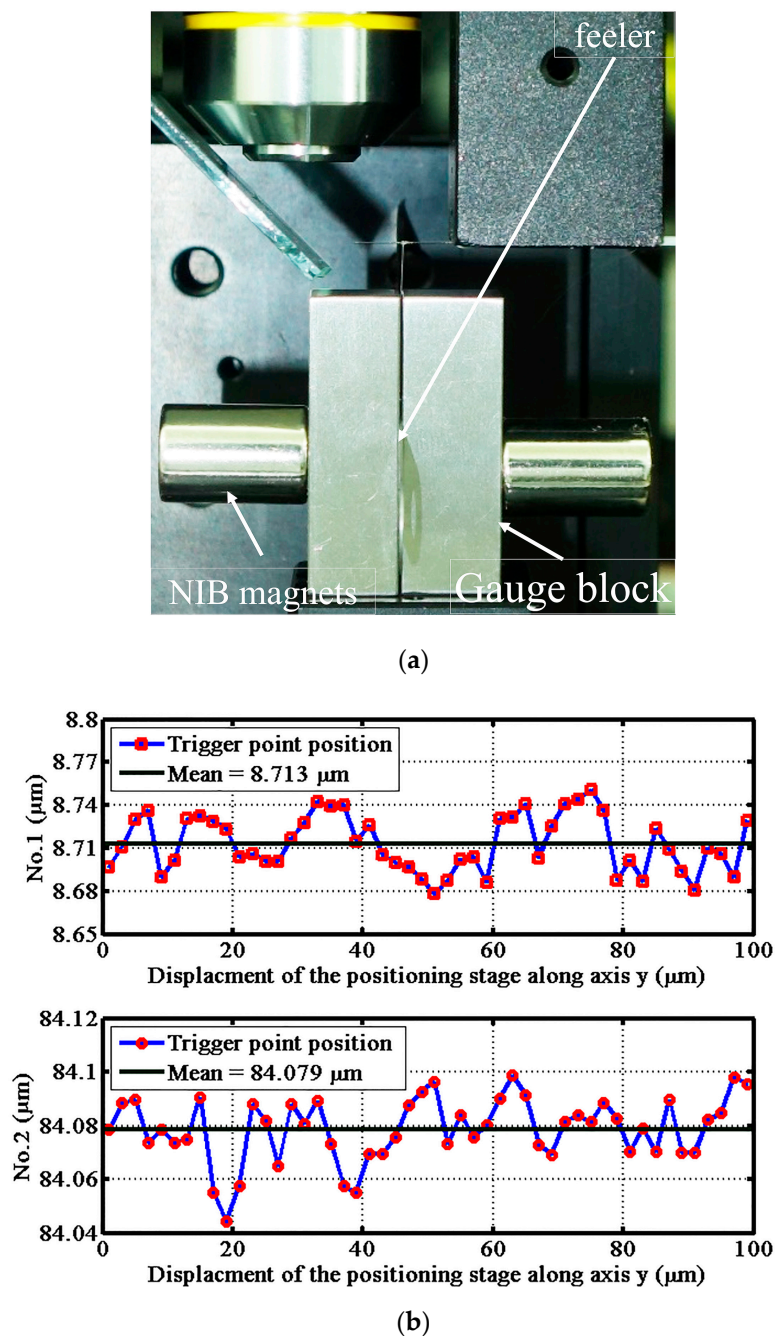 feeler
NIB magnets
Gauge block
(a)
8.8
8.77
8.74
8.71
8.68
8.65
No.1 (μm)
Trigger point position
Mean = 8.713 μm
0 20 40 60 80 100
Displacment of the positioning stage along axis y (μm)
84.12
84.1
84.08
84.06
84.04
No.2 (μm)
Trigger point position
Mean = 84.079 μm
0 20 40 60 80 100
Displacment of the positioning stage along axis y (μm)
(b)